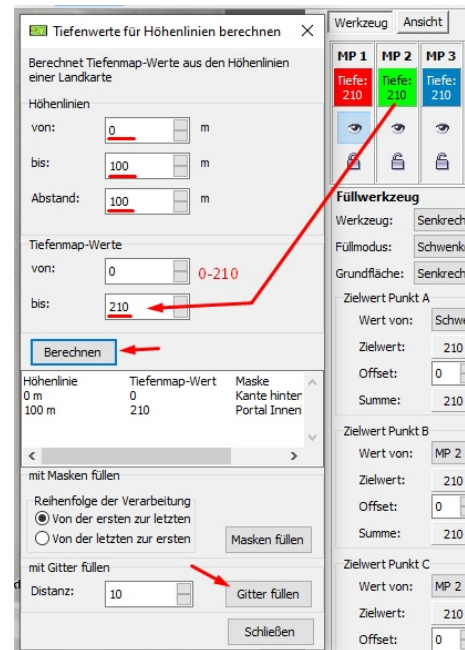 Tiefenwerte für Höhenlinien berechnen
Berechnet Tiefenmap-Werte aus den Höhenlinien
einer Landkarte
Höhenlinien
von: 0 m
bis: 100 m
Abstand: 100 m
Tiefenmap-Werte
von: 0 0-210
bis: 210
Berechnen
Höhenlinie Tiefenmap-Wert Maske
0 m 0 Kante hinter
100 m 210 Portal Innen
mit Masken füllen
Reihenfolge der Verarbeitung
Von der ersten zur letzten
Von der letzten zur ersten Masken füllen
mit Gitter füllen
Distanz: 10 Gitter füllen
Schließen
Werkzeug Ansicht
MP 1 MP 2 MP 3
Tiefe: Tiefe: Tiefe:
210 210 210
Füllwerkzeug
Werkzeug: Senkrech
Füllmodus: Schwenk
Grundfläche: Senkrech
Zielwert Punkt A
Wert von: Schwe
Zielwert: 210
Offset: 0
Summe: 210
Zielwert Punkt B
Wert von: MP 2
Zielwert: 210
Offset: 0
Summe: 210
Zielwert Punkt C
Wert von: MP 2
Zielwert: 210
Offset: 0